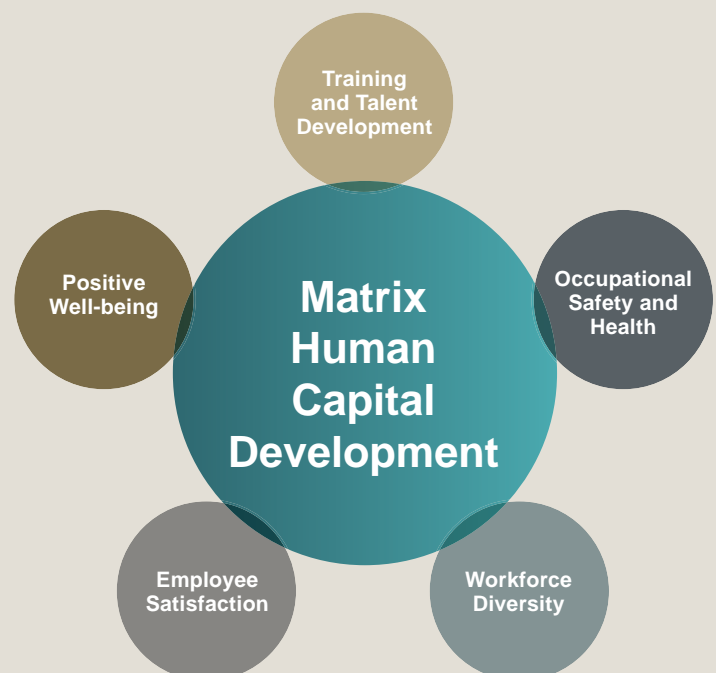 Training
and Talent
Development
Positive
Well-being
Occupational
Safety and
Health
Matrix
Human
Capital
Development
Employee
Satisfaction
Workforce
Diversity